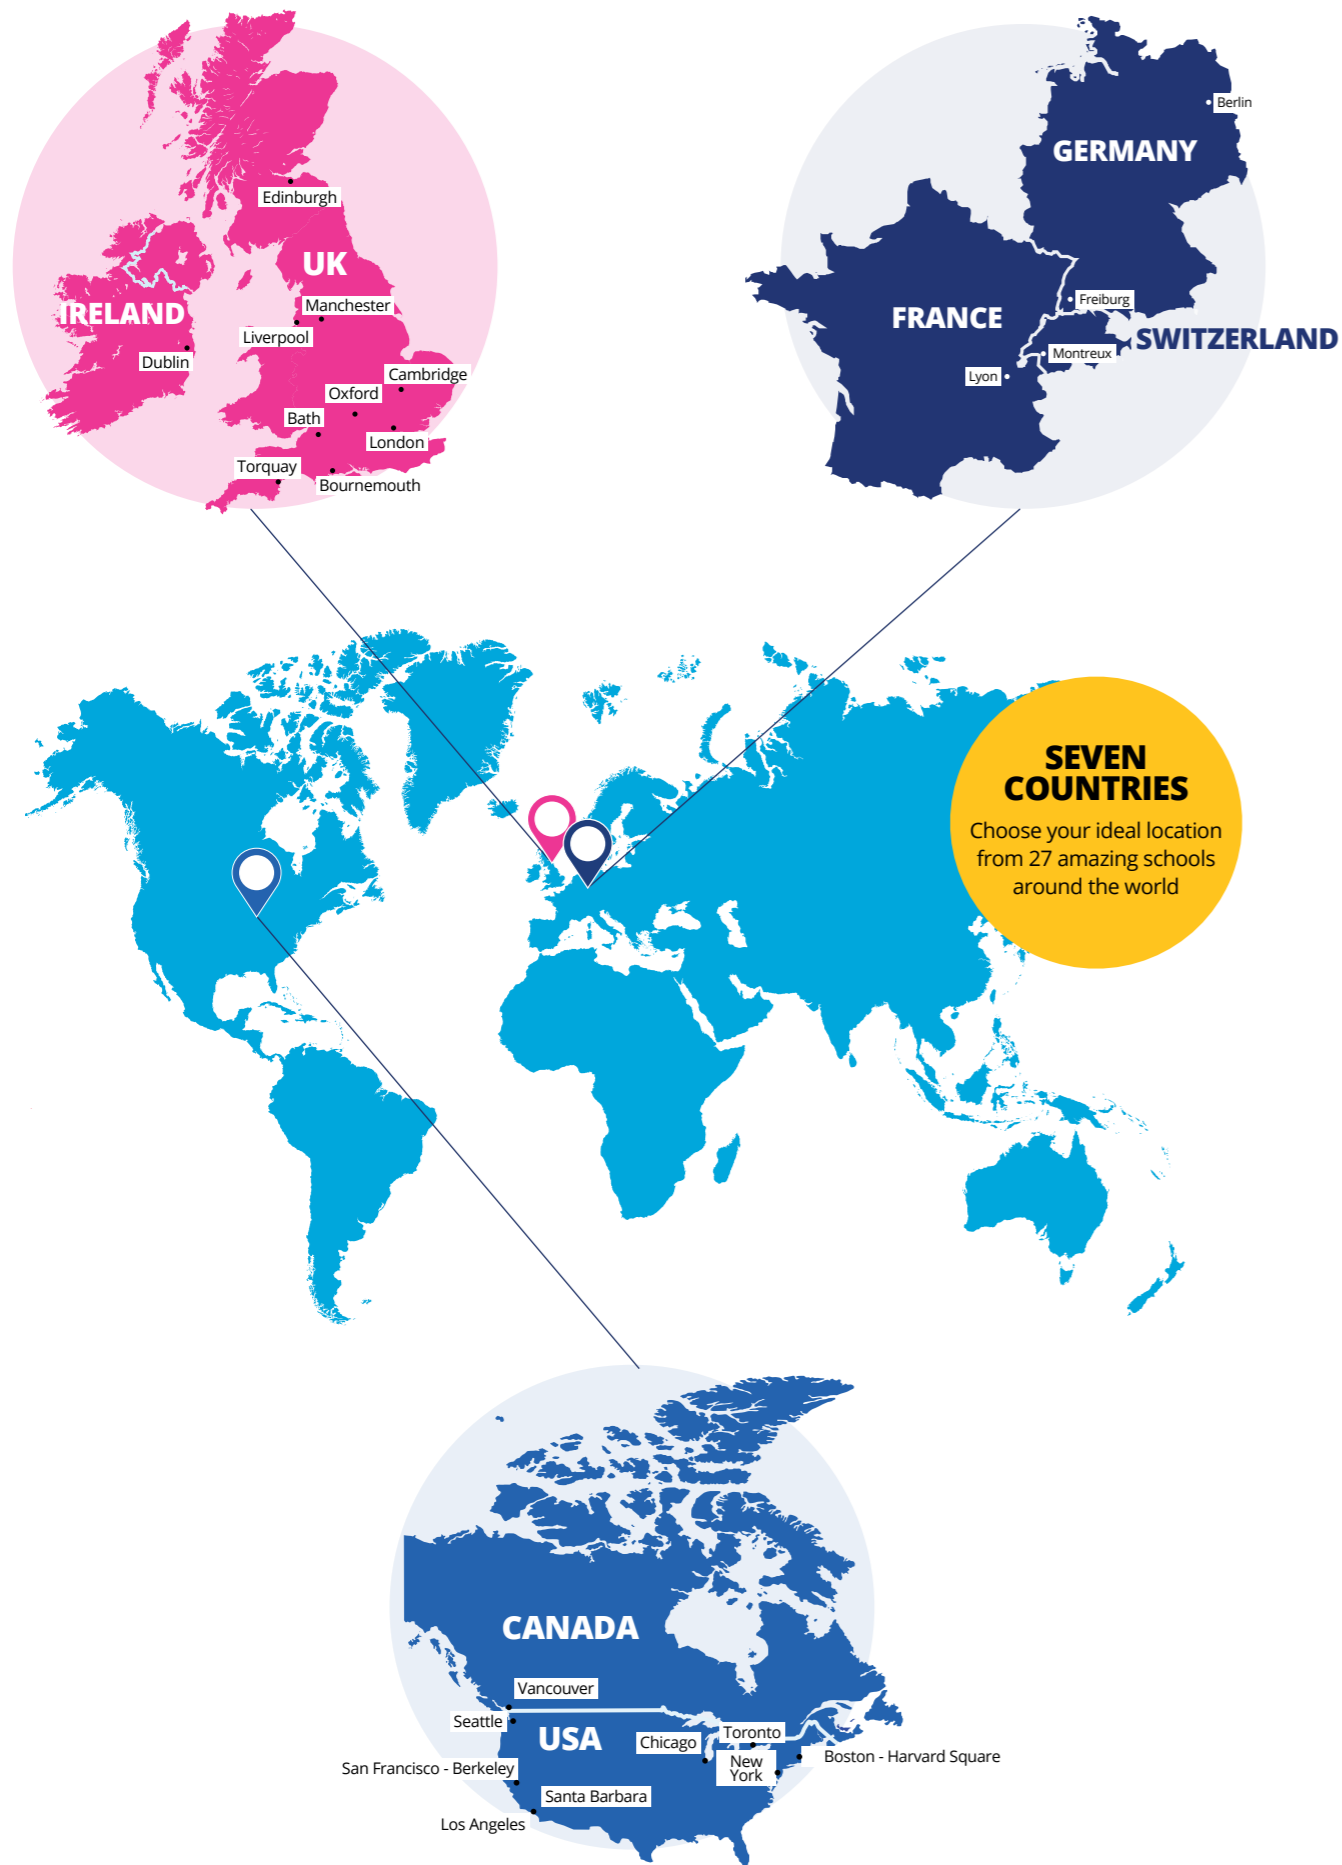 Edinburgh
UK
IRELAND
Manchester
Liverpool
Dublin
Cambridge
Oxford
Bath
London
Torquay
Bournemouth
Berlin
GERMANY
Freiburg
FRANCE
SWITZERLAND
Montreux
Lyon
SEVEN
COUNTRIES
Choose your ideal location
from 27 amazing schools
around the world
CANADA
Vancouver
Seattle
USA
Toronto
Chicago
New
York
Boston - Harvard Square
San Francisco - Berkeley
Santa Barbara
Los Angeles